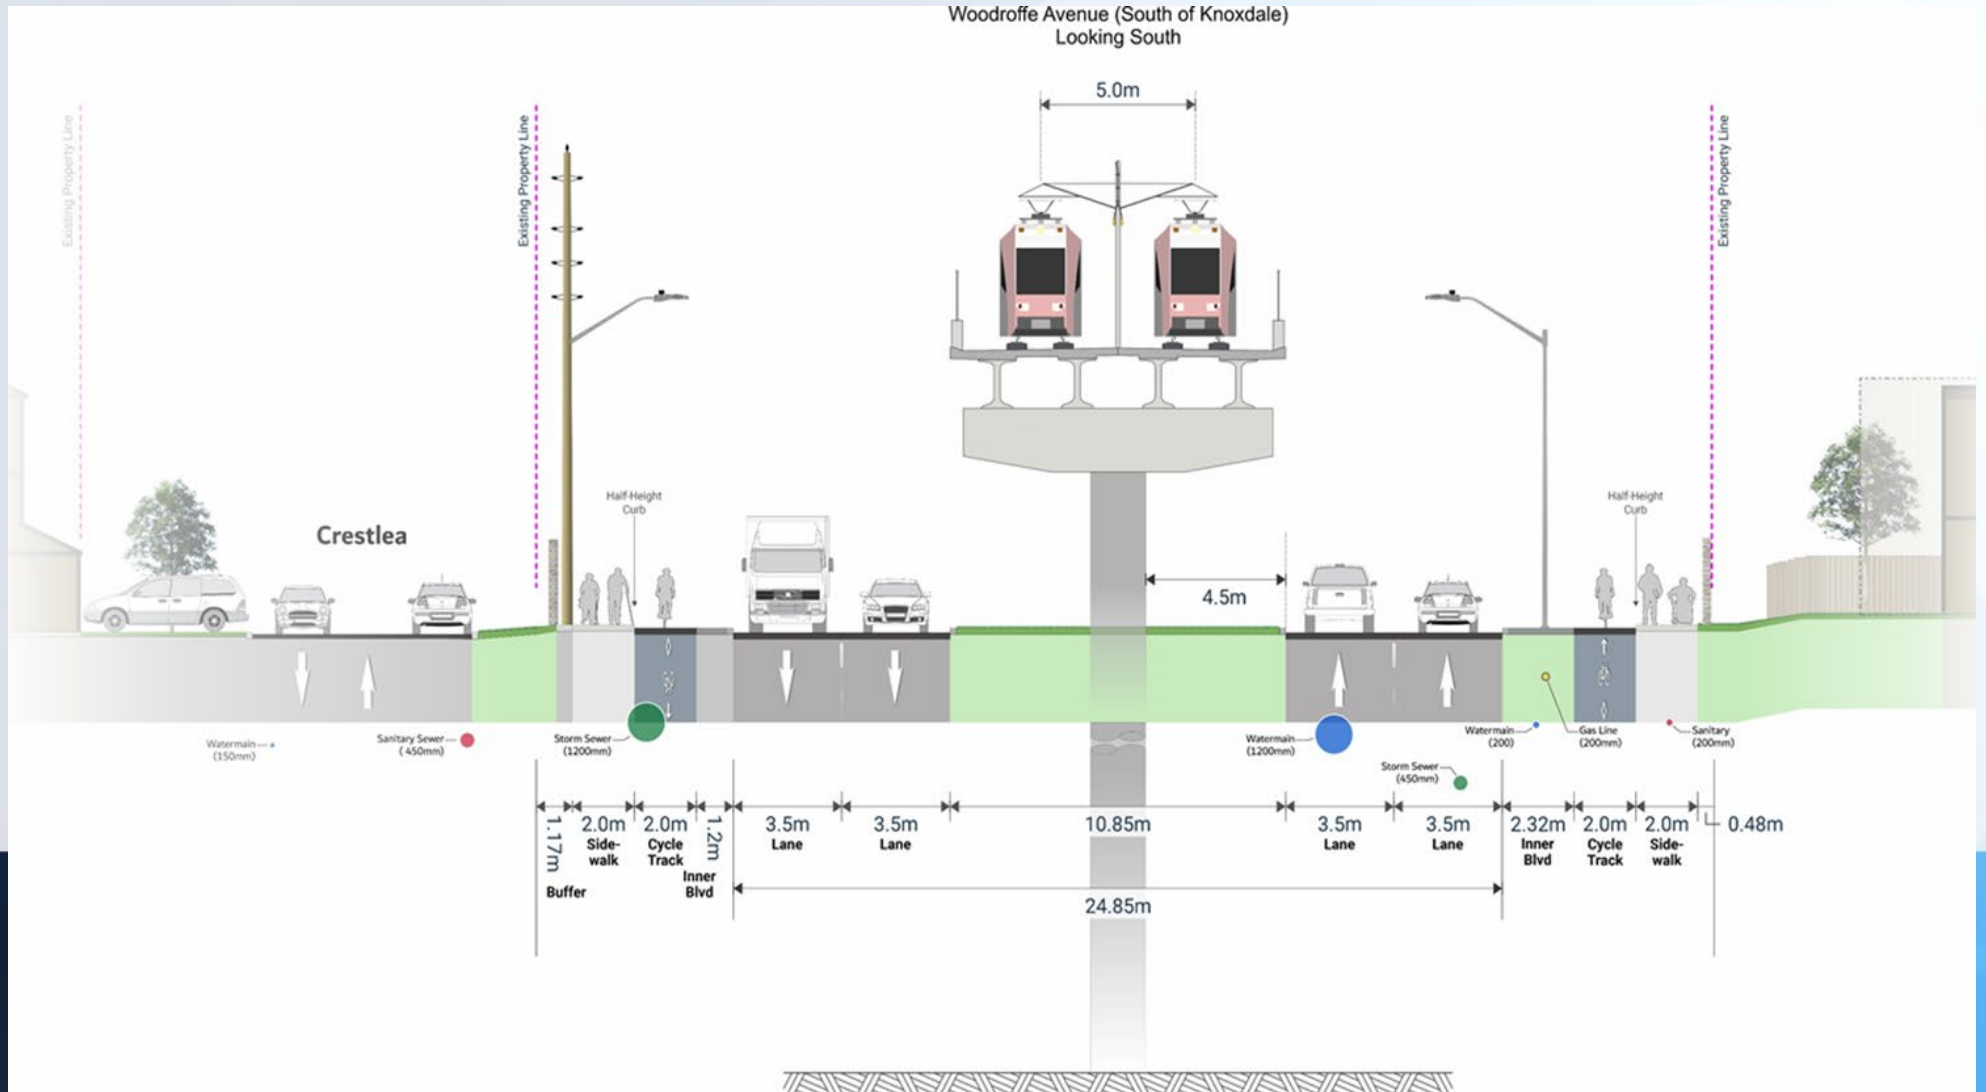 Woodroffe Avenue (South of Knoxdale)
Looking South
5.0m
Existing Property Line
Existing Property Line
Existing Property Line
Half-Height
Curb
Half-Height
Curb
Crestlea
4.5m
Watermain
(150mm)
Sanitary Sewer
( 450mm)
Storm Sewer
(1200mm)
Watermain
(1200mm)
Storm Sewer
(450mm)
Watermain
(200)
Gas Line
(200mm)
Sanitary
(200mm)
1.17m
Buffer
2.0m
Side-
walk
2.0m
Cycle
Track
1.2m
Inner
Blvd
3.5m
Lane
3.5m
Lane
10.85m
3.5m
Lane
3.5m
Lane
2.32m
Inner
Blvd
2.0m
Cycle
Track
2.0m
Side-
walk
0.48m
24.85m